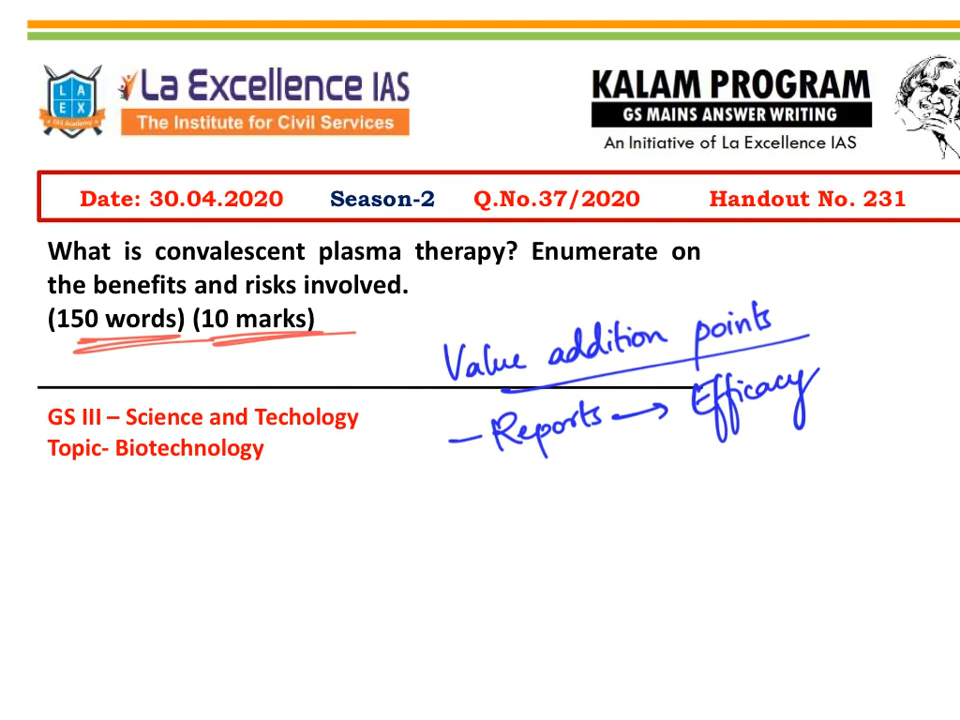 La Excellence IAS
The Institute for Civil Services
LA
EX
KALAM PROGRAM
GS MAINS ANSWER WRITING
An Initiative of La Excellence IAS
Date: 30.04.2020 Season-2 Q.No.37/2020 Handout No. 231
What is convalescent plasma therapy? Enumerate on
the benefits and risks involved.
(150 words) (10 marks)
Value addition points
– Reports → Efficacy
GS III – Science and Techology
Topic- Biotechnology